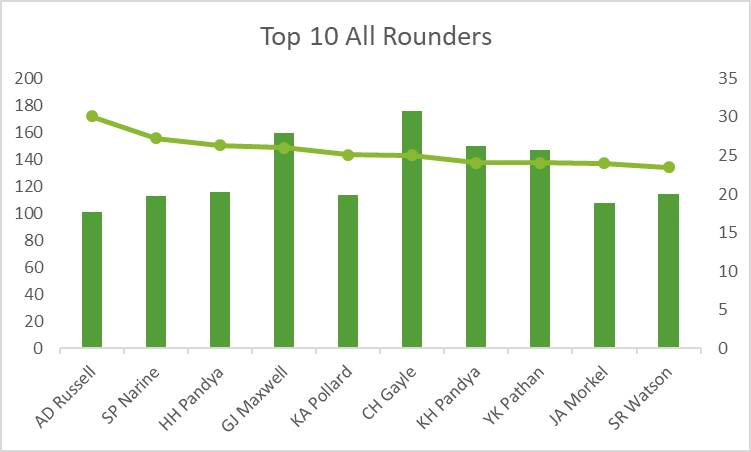 Top 10 All Rounders
200
180
160
140
120
100
80
60
40
20
0
35
30
25
20
15
10
5
0
AD Russell
SP Narine
HH Pandya
GJ Maxwell
KA Pollard
CH Gayle
KH Pandya
YK Pathan
JA Morkel
SR Watson